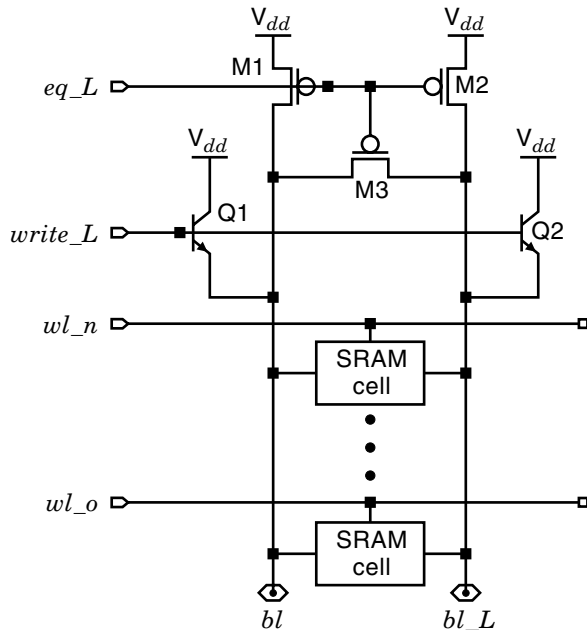 V_dd V_dd
M1
eq_L M2
V_dd V_dd
M3
Q1
write_L Q2
wl_n
SRAM
cell
wl_o
SRAM
cell
bl bl_L